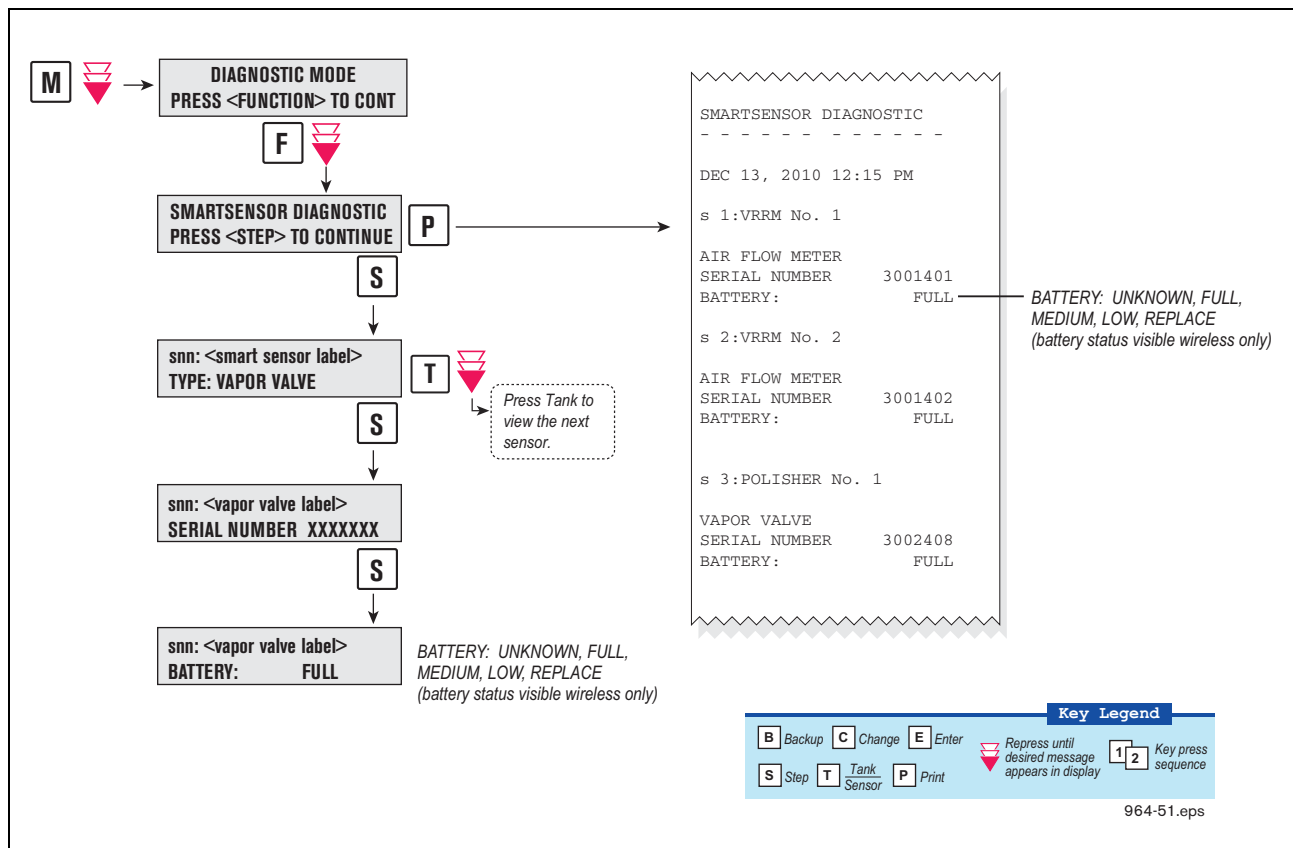 M
DIAGNOSTIC MODE
PRESS <FUNCTION> TO CONT
F
SMARTSENSOR DIAGNOSTIC
PRESS <STEP> TO CONTINUE
P
S
snn: <smart sensor label>
TYPE: VAPOR VALVE
T
Press Tank to
view the next
sensor.
S
snn: <vapor valve label>
SERIAL NUMBER XXXXXXX
S
snn: <vapor valve label>
BATTERY: FULL
BATTERY: UNKNOWN, FULL,
MEDIUM, LOW, REPLACE
(battery status visible wireless only)
SMARTSENSOR DIAGNOSTIC
- - - - - - - - - - - -
DEC 13, 2010 12:15 PM
s 1:VRRM No. 1
AIR FLOW METER
SERIAL NUMBER 3001401
BATTERY: FULL
s 2:VRRM No. 2
AIR FLOW METER
SERIAL NUMBER 3001402
BATTERY: FULL
s 3:POLISHER No. 1
VAPOR VALVE
SERIAL NUMBER 3002408
BATTERY: FULL
BATTERY: UNKNOWN, FULL,
MEDIUM, LOW, REPLACE
(battery status visible wireless only)
Key Legend
B Backup C Change E Enter
S Step T Tank
Sensor P Print
Repress until
desired message
appears in display
1 2 Key press
sequence
964-51.eps